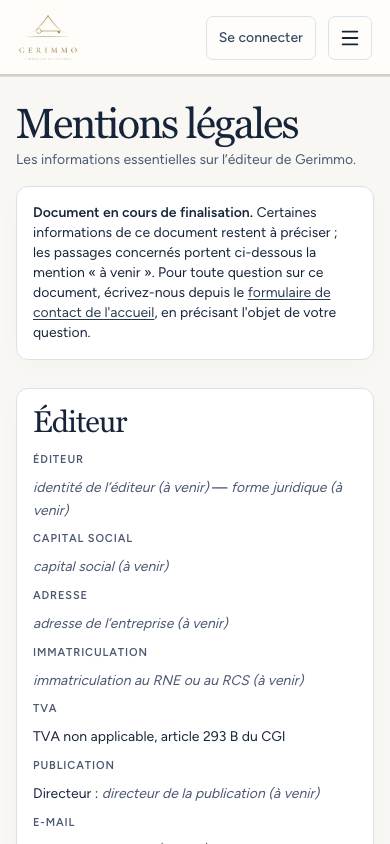 GERIMMO
Se connecter
Mentions légales
Les informations essentielles sur l’éditeur de Gerimmo.
Document en cours de finalisation. Certaines
informations de ce document restent à préciser ;
les passages concernés portent ci-dessous la
mention « à venir ». Pour toute question sur ce
document, écrivez-nous depuis le formulaire de
contact de l'accueil, en précisant l'objet de votre
question.
Éditeur
ÉDITEUR
identité de l’éditeur (à venir) — forme juridique (à
venir)
CAPITAL SOCIAL
capital social (à venir)
ADRESSE
adresse de l’entreprise (à venir)
IMMATRICULATION
immatriculation au RNE ou au RCS (à venir)
TVA
TVA non applicable, article 293 B du CGI
PUBLICATION
Directeur : directeur de la publication (à venir)
E-MAIL